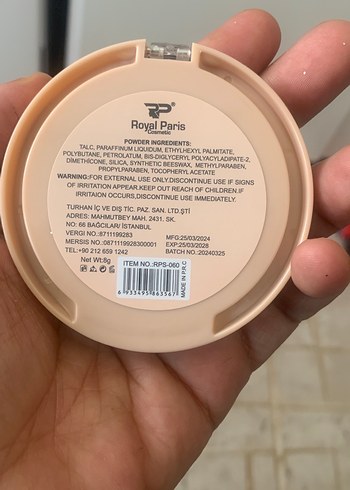 RP®
Royal Paris
Cosmetic
POWDER INGREDIENTS:
TALC, PARAFFINUM LIQUIDUM, ETHYLHEXYL PALMITATE,
POLYBUTANE, PETROLATUM, BIS-DIGLYCERYL POLYACYLADIPATE-2,
DIMETHICONE, SILICA, SYNTHETIC BEESWAX, METHYLPARABEN,
PROPYLPARABEN, TOCOPHERYL ACETATE
WARNING:FOR EXTERNAL USE ONLY,DISCONTINUE USE IF SIGNS
OF IRRITATION APPEAR.KEEP OUT REACH OF CHILDREN.IF
IRRITAION OCCURS,DISCONTINUE USE IMMEDIATELY.
TURHAN İÇ VE DIŞ TİC. PAZ. SAN. LTD.ŞTİ
ADRES: MAHMUTBEY MAH. 2431. SK.
NO: 66 BAĞCILAR/ İSTANBUL
VERGI NO.:8711199283
MERSIS NO.:0871119928300001
TEL:+90 212 659 1242
MFG:25/03/2024
EXP:25/03/2028
BATCH NO.:20240325
Net Wt:8g
ITEM NO.:RPS-060
6 933495 863567
MADE IN P.R.C